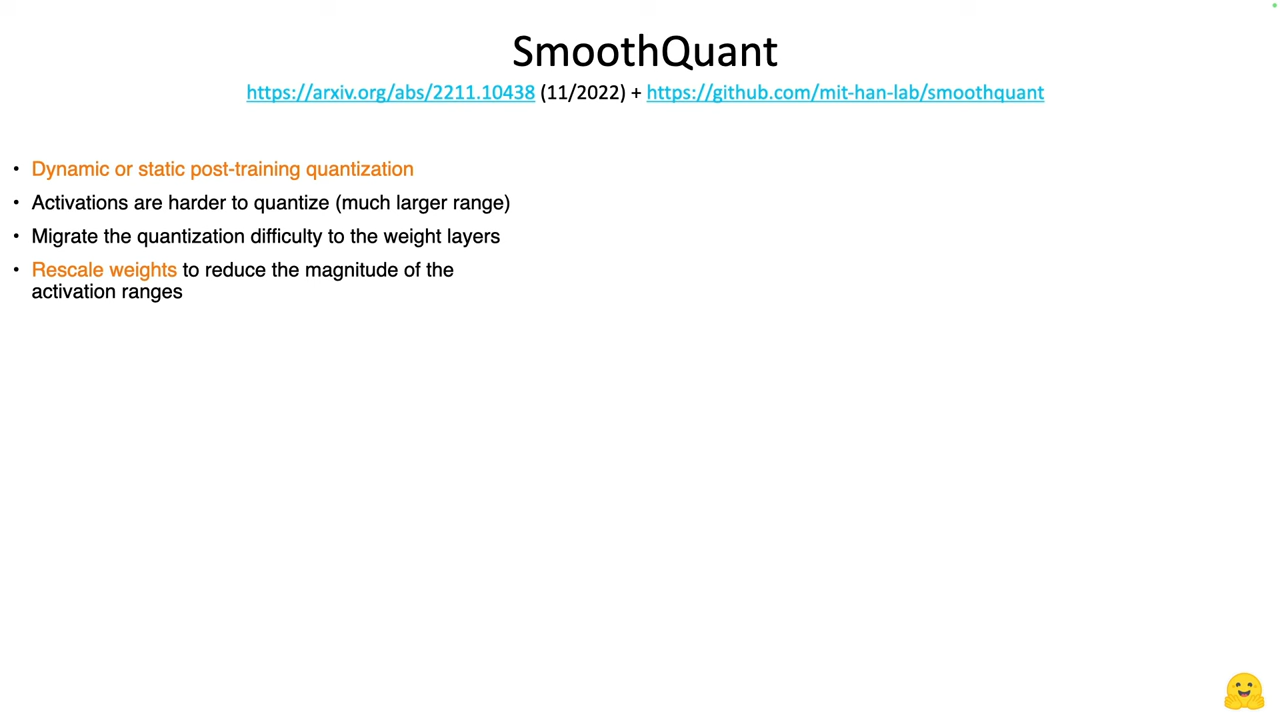 SmoothQuant
https://arxiv.org/abs/2211.10438 (11/2022) + https://github.com/mit-han-lab/smoothquant
• Dynamic or static post-training quantization
• Activations are harder to quantize (much larger range)
• Migrate the quantization difficulty to the weight layers
• Rescale weights to reduce the magnitude of the
activation ranges